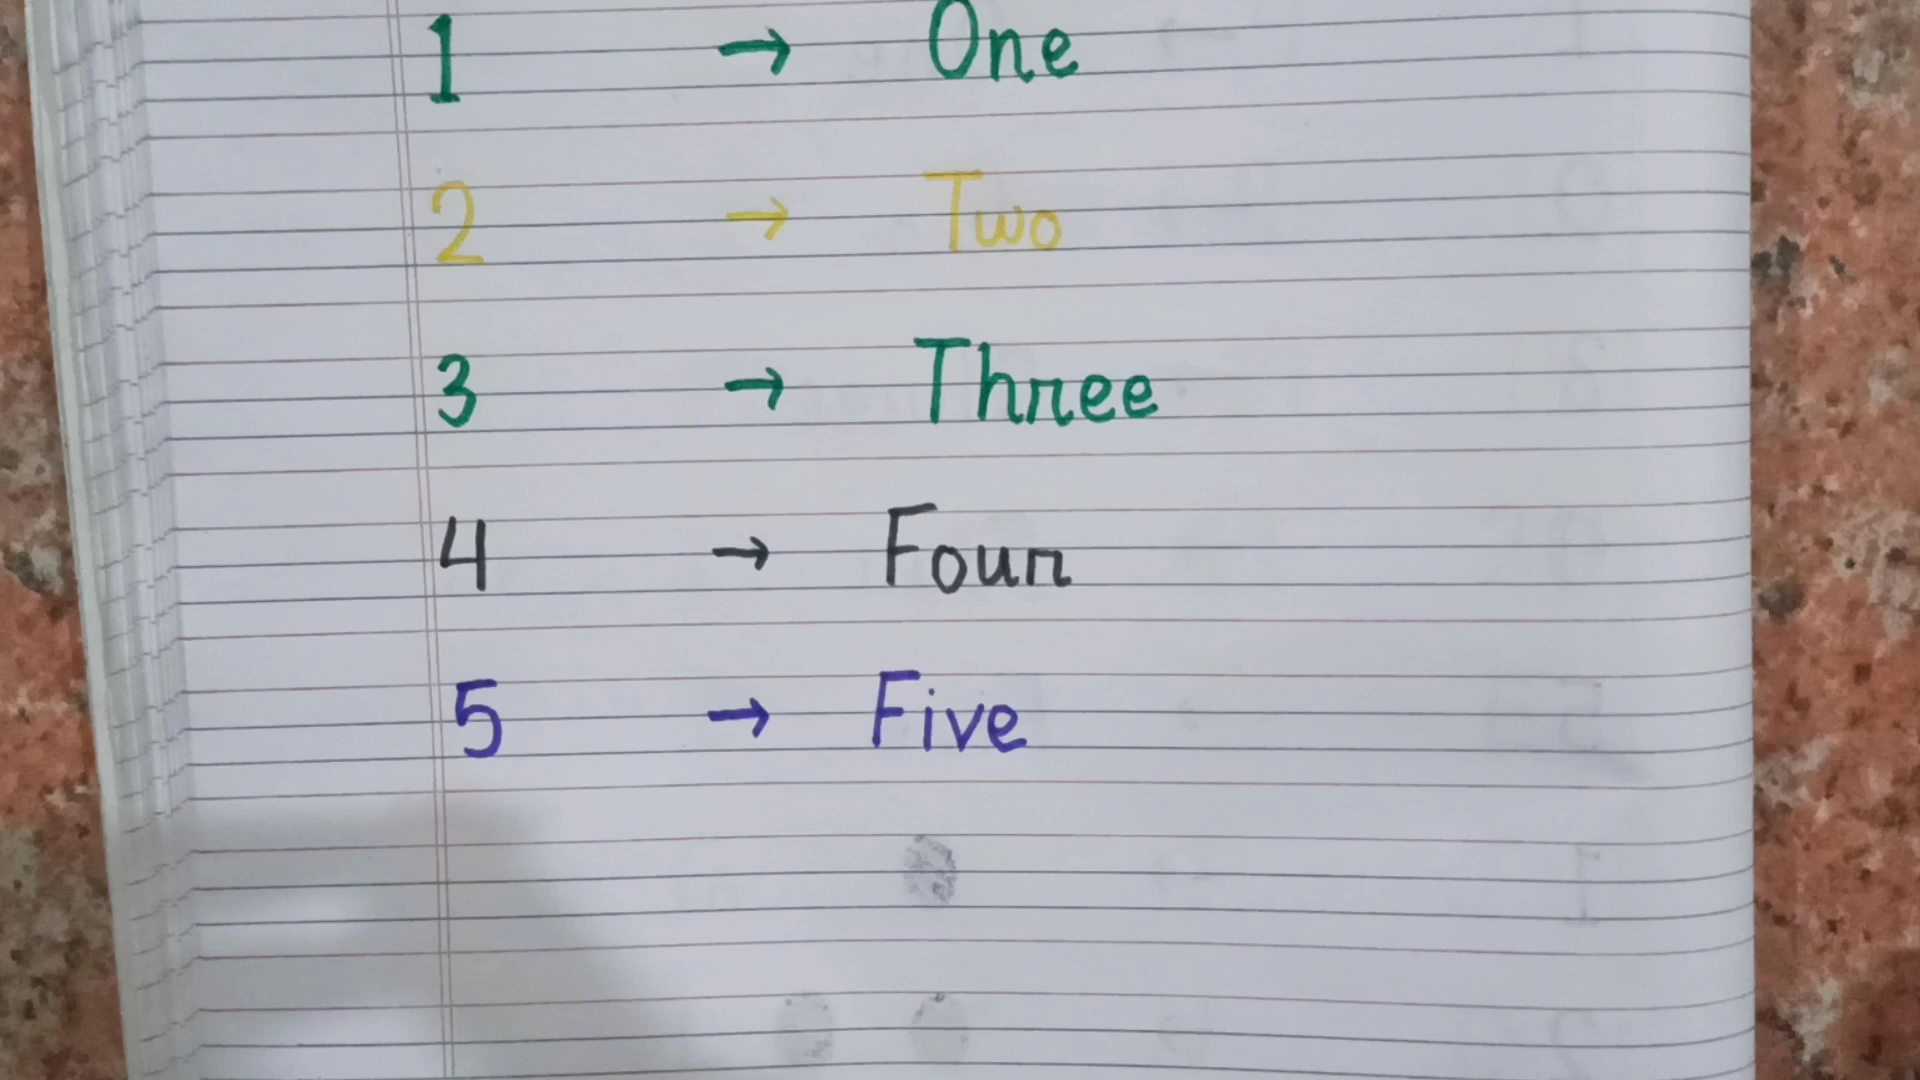 1 → One
2 → Two
3 → Three
4 → Four
5 → Five